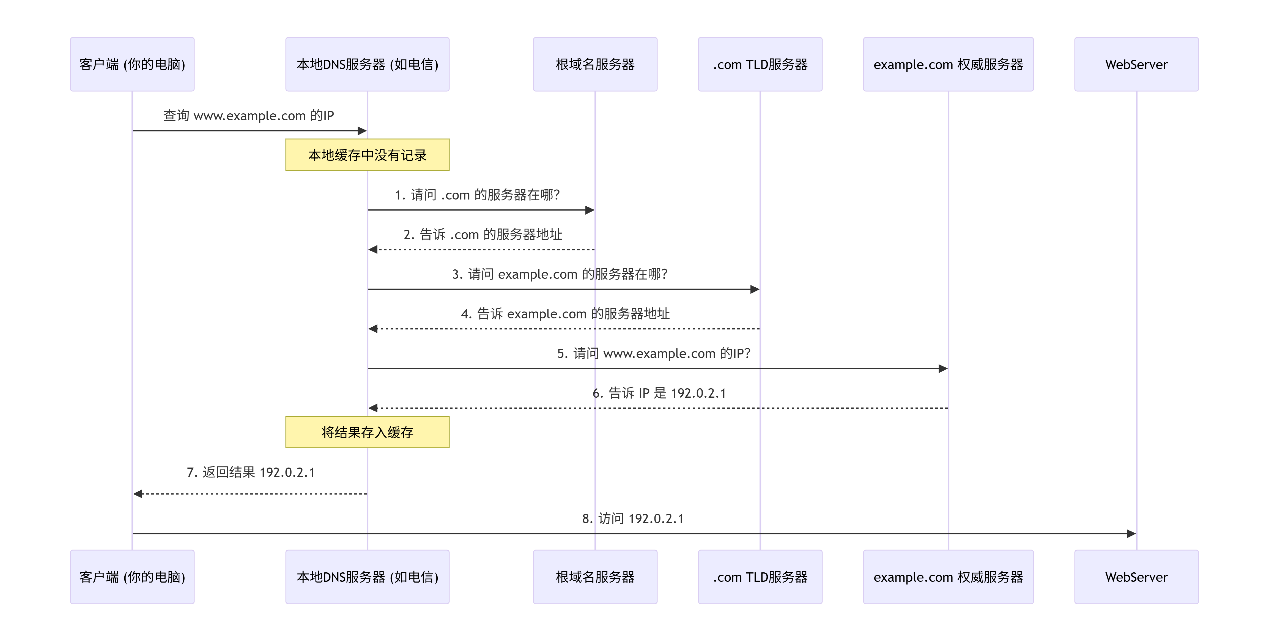 客户端 (你的电脑)
本地DNS服务器 (如电信)
根域名服务器
.com TLD服务器
example.com 权威服务器
WebServer
查询 www.example.com 的IP
本地缓存中没有记录
1. 请问 .com 的服务器在哪?
2. 告诉 .com 的服务器地址
3. 请问 example.com 的服务器在哪?
4. 告诉 example.com 的服务器地址
5. 请问 www.example.com 的IP?
6. 告诉 IP 是 192.0.2.1
将结果存入缓存
7. 返回结果 192.0.2.1
8. 访问 192.0.2.1
客户端 (你的电脑)
本地DNS服务器 (如电信)
根域名服务器
.com TLD服务器
example.com 权威服务器
WebServer